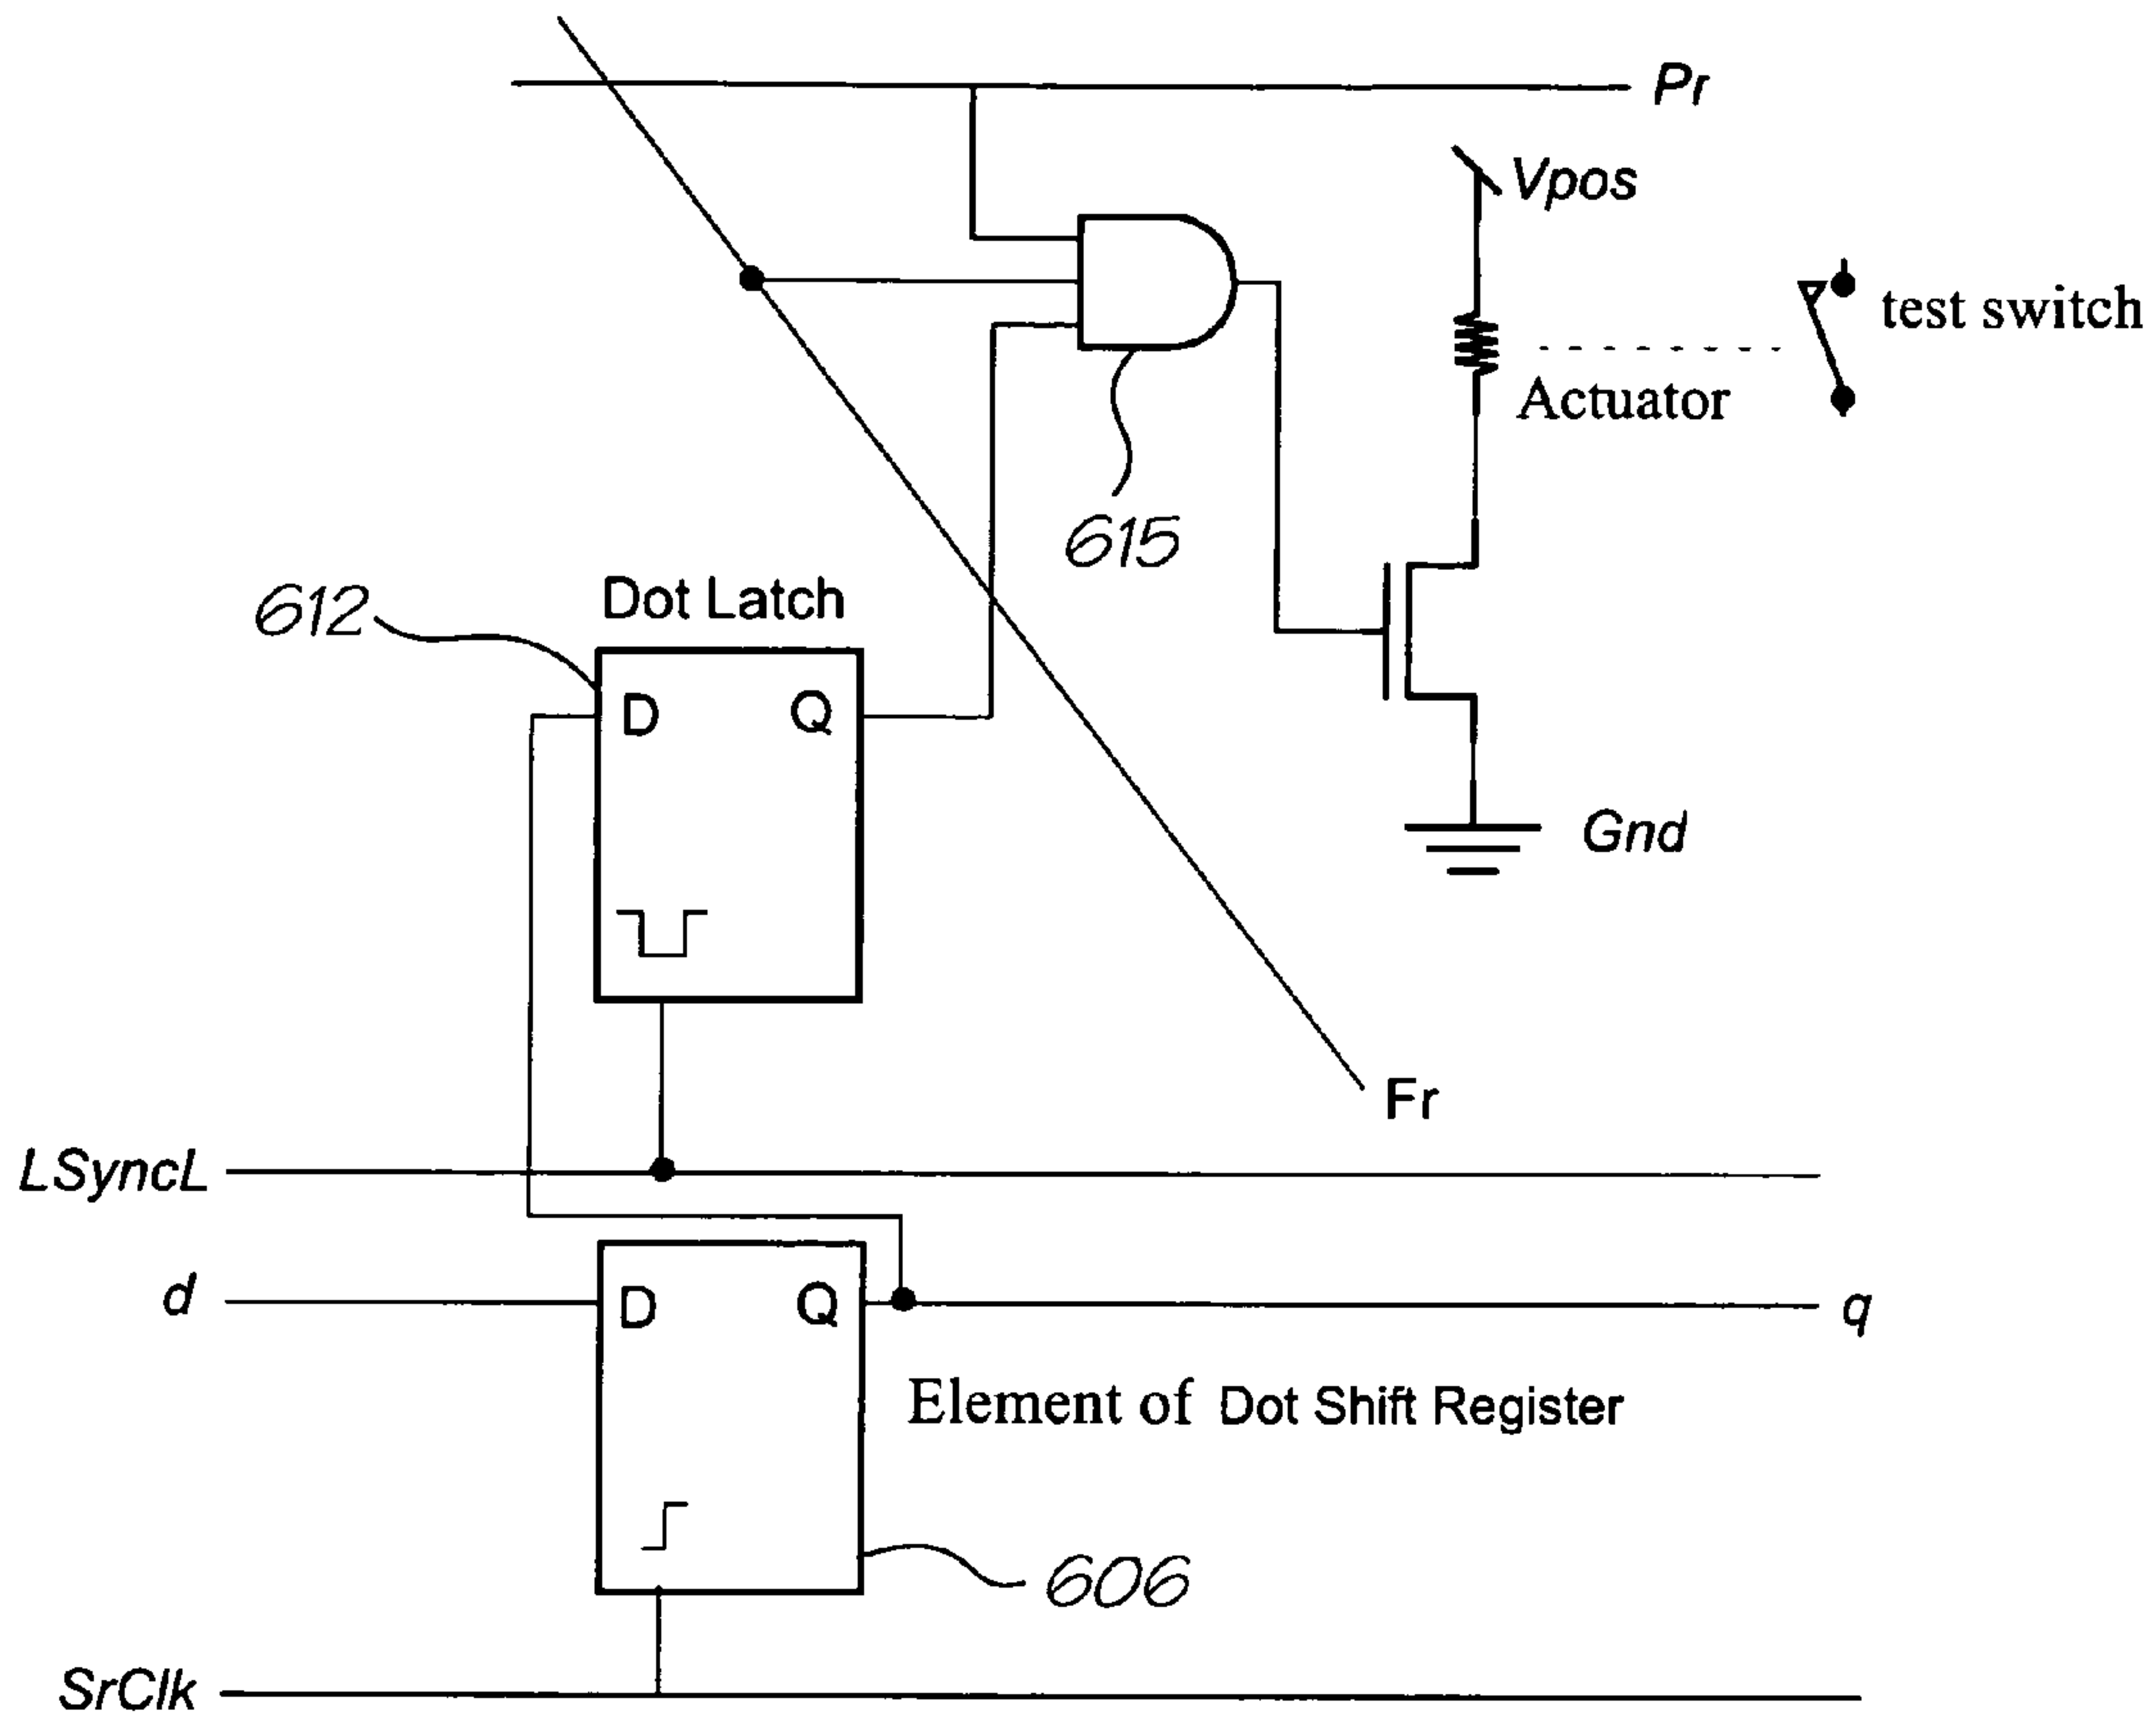 Pr
Vpos
test switch
Actuator
615
612
Dot Latch
D Q
Gnd
Fr
LSyncL
d
D Q
q
Element of Dot Shift Register
606
SrClk